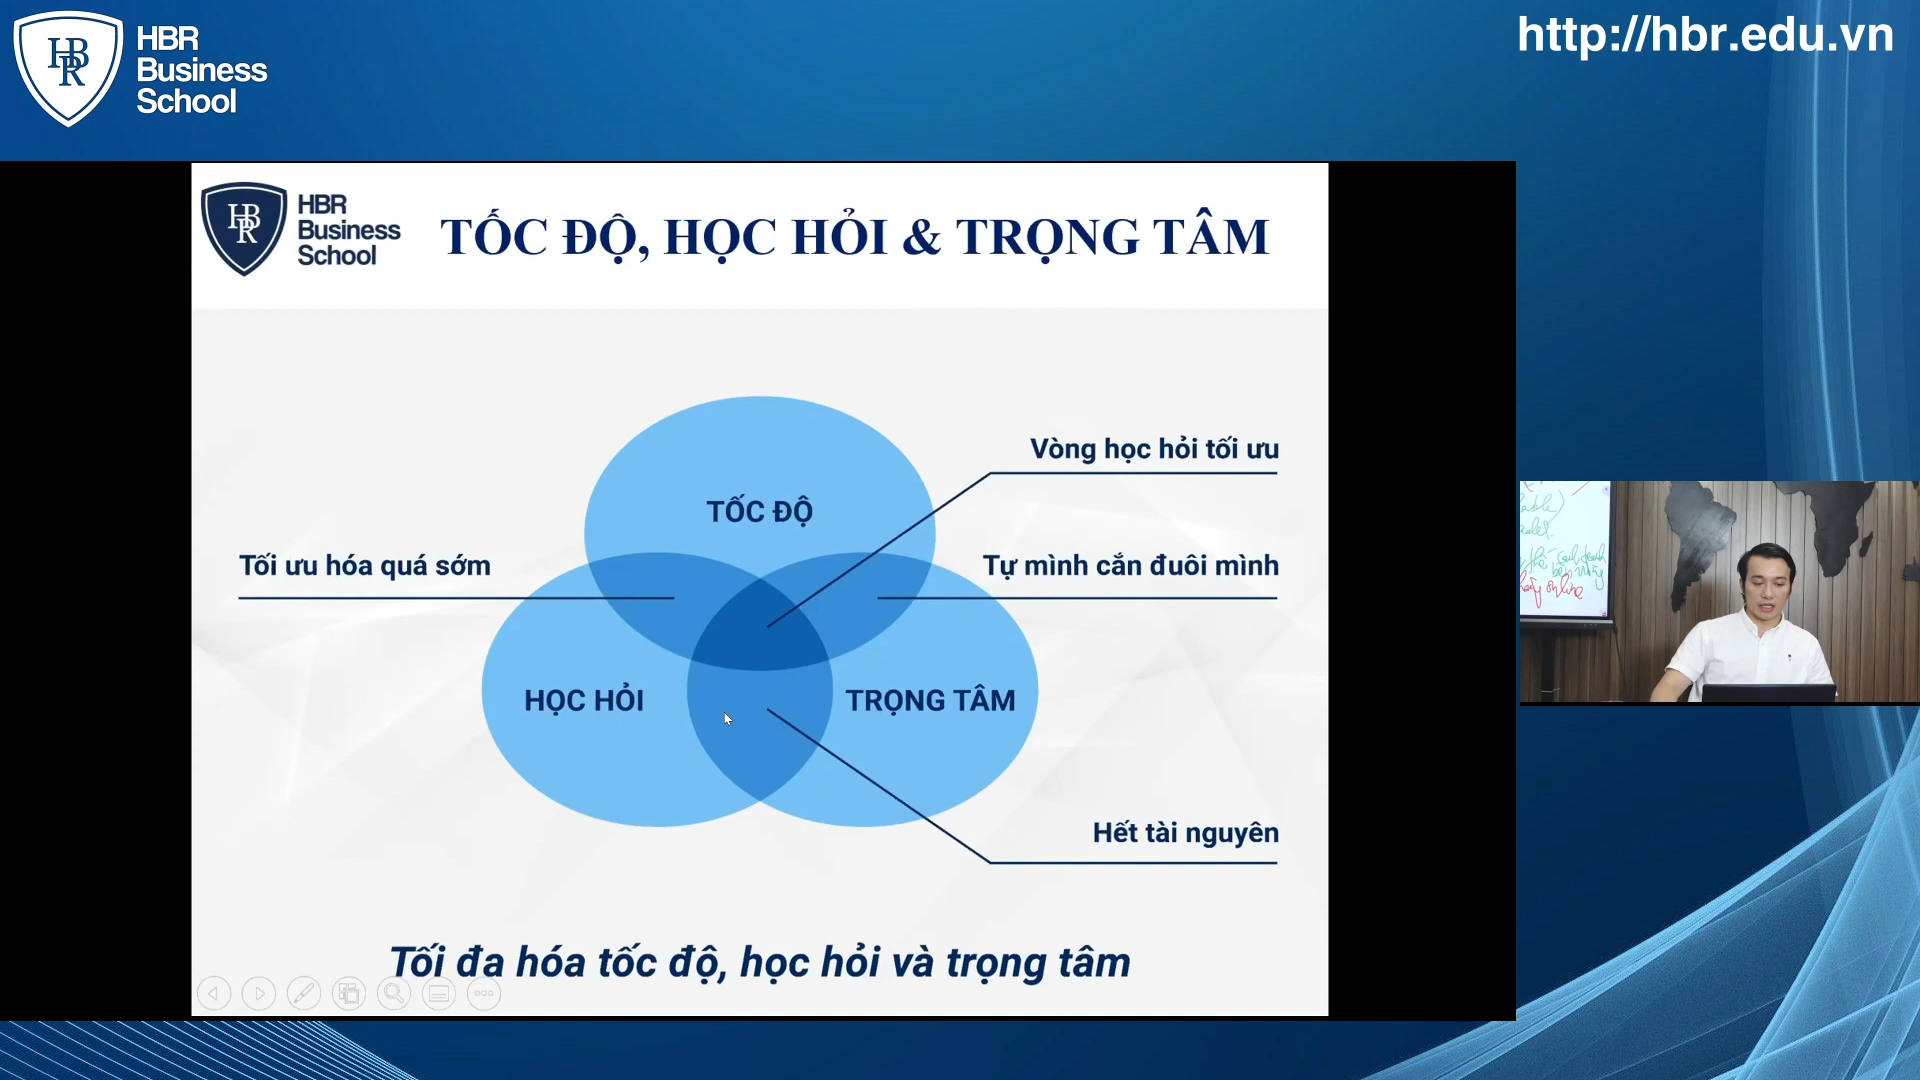 HBR
Business
School
http://hbr.edu.vn
HBR
Business
School
TỐC ĐỘ, HỌC HỎI & TRỌNG TÂM
Vòng học hỏi tối ưu
TỐC ĐỘ
Tối ưu hóa quá sớm
Tự mình cắn đuôi mình
HỌC HỎI
TRỌNG TÂM
Hết tài nguyên
Tối đa hóa tốc độ, học hỏi và trọng tâm
online